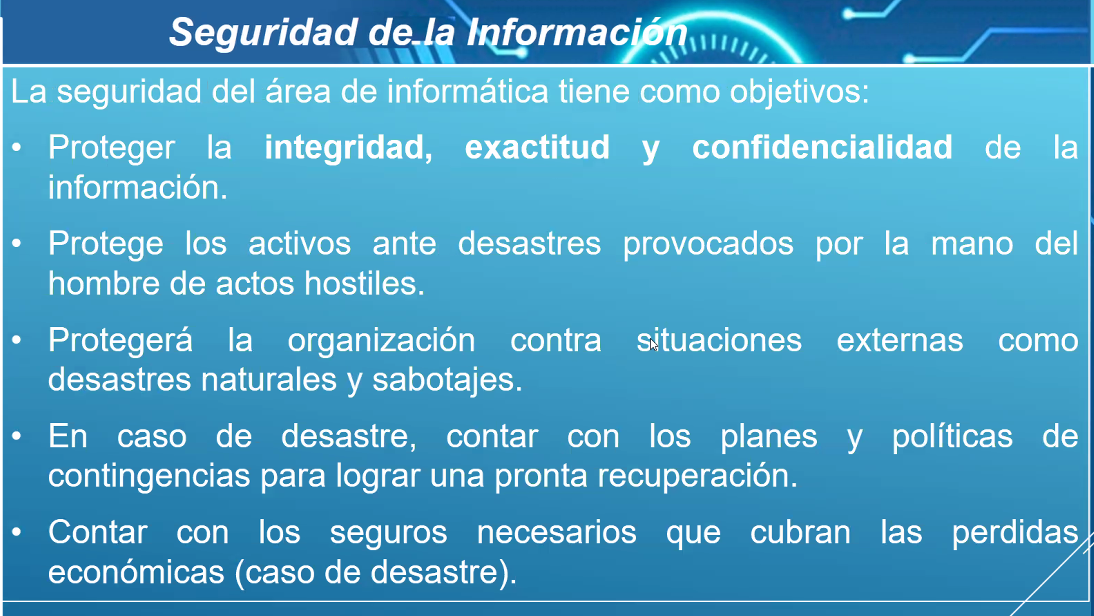 Seguridad de la Información
La seguridad del área de informática tiene como objetivos:
• Proteger la integridad, exactitud y confidencialidad de la
información.
• Protege los activos ante desastres provocados por la mano del
hombre de actos hostiles.
• Protegerá la organización contra situaciones externas como
desastres naturales y sabotajes.
• En caso de desastre, contar con los planes y políticas de
contingencias para lograr una pronta recuperación.
• Contar con los seguros necesarios que cubran las perdidas
económicas (caso de desastre).